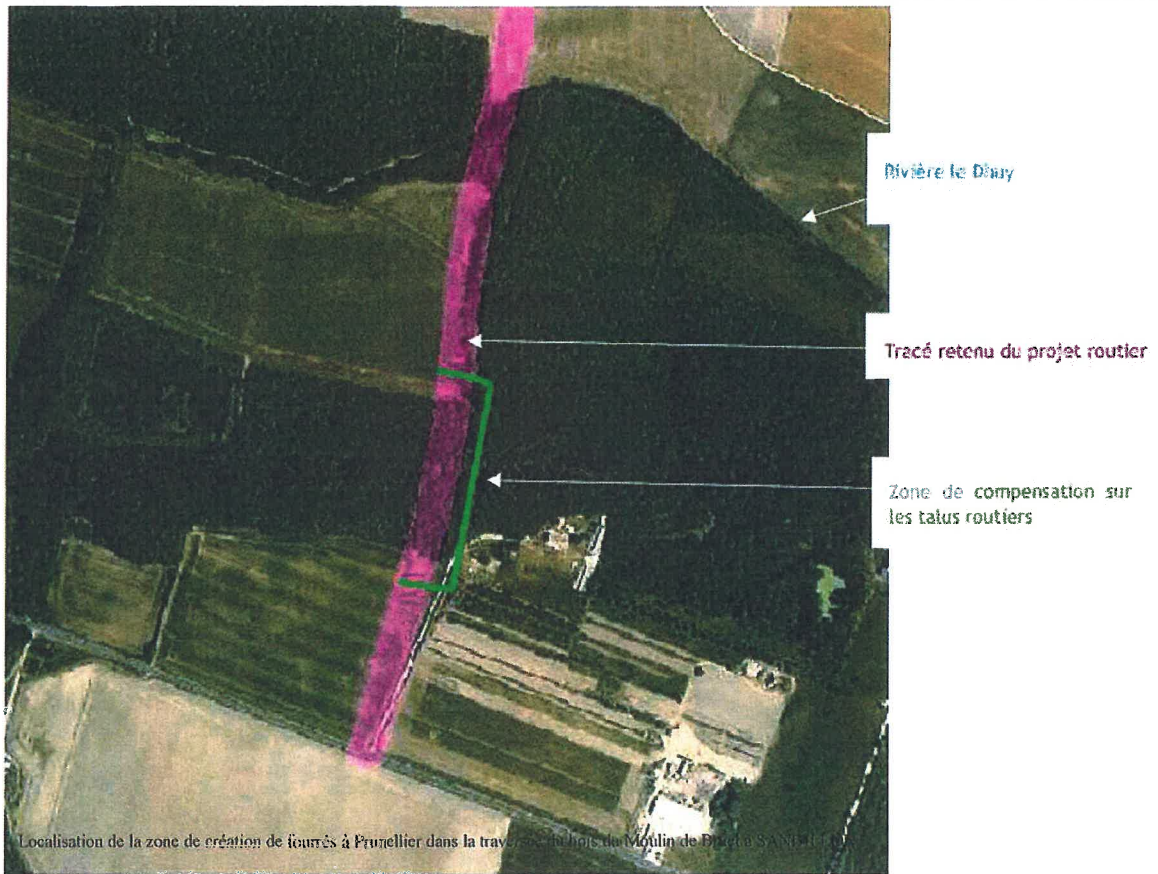 Rivière le Dhuy
Tracé retenu du projet routier
Zone de compensation sur
les talus routiers
Localisation de la zone de création de fourrés à Prunellier dans la traversée du bois du Moulin de